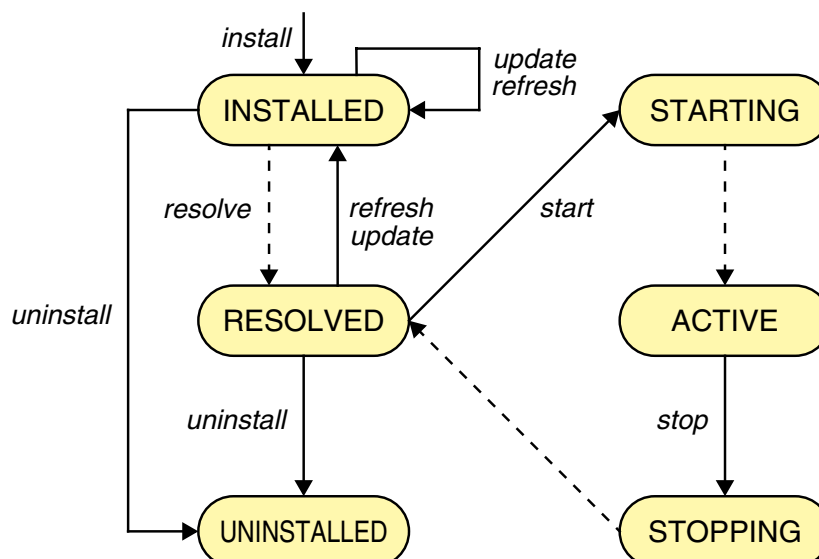 install
update
refresh
INSTALLED
STARTING
resolve
refresh
update
start
uninstall
RESOLVED
ACTIVE
uninstall
stop
UNINSTALLED
STOPPING